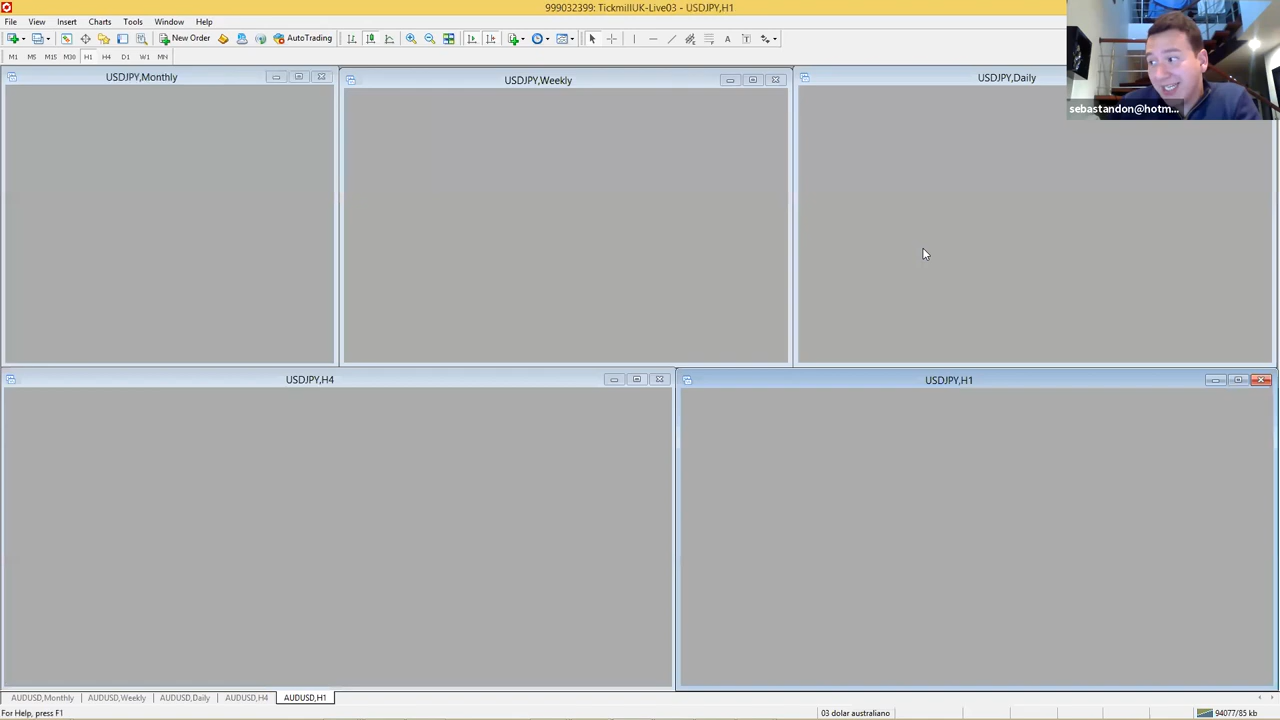 999032399: TickmillUK-Live03 - USDJPY,H1
File View Insert Charts Tools Window Help
New Order AutoTrading A T
M1 M5 M15 M30 H1 H4 D1 W1 MN
sebastandon@hotm...
USDJPY,Monthly
USDJPY,Weekly
USDJPY,Daily
USDJPY,H4
USDJPY,H1
AUDUSD,Monthly AUDUSD,Weekly AUDUSD,Daily AUDUSD,H4 AUDUSD,H1
For Help, press F1 03 dolar australiano 94077/85 kb